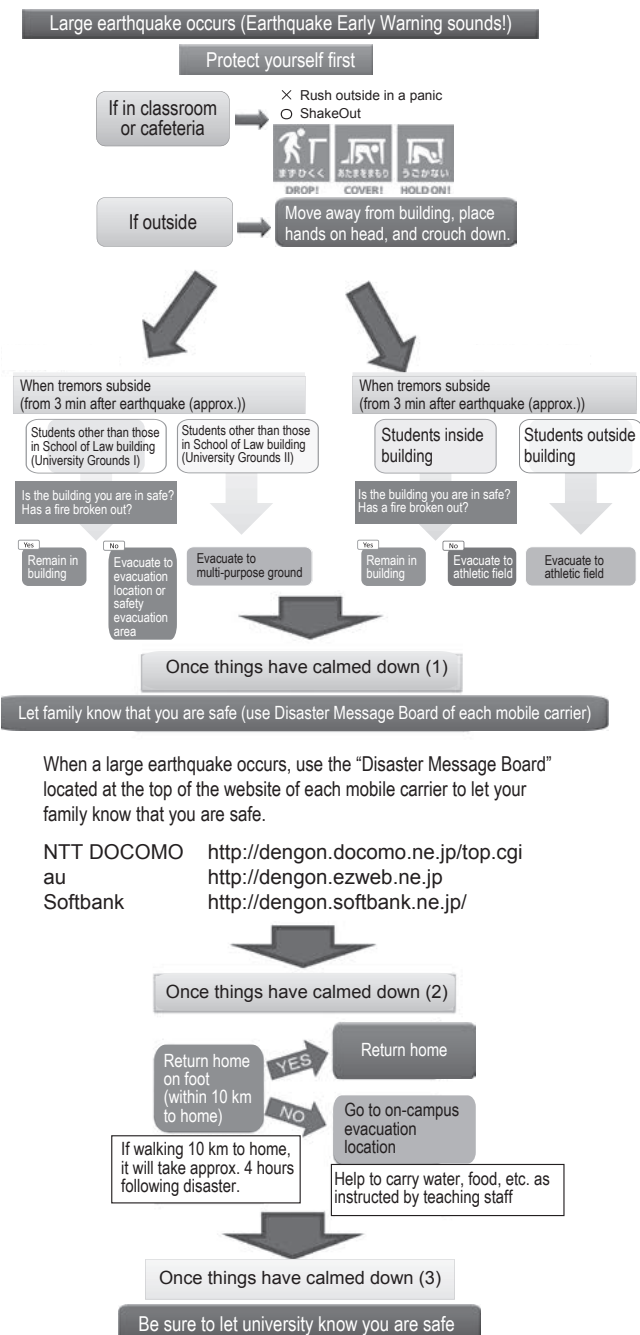 Large earthquake occurs (Earthquake Early Warning sounds!)
Protect yourself first
If in classroom
or cafeteria
× Rush outside in a panic
○ ShakeOut
まずひくく
あたまをまもり
うごかない
DROP!
COVER!
HOLD ON!
If outside
Move away from building, place
hands on head, and crouch down.
When tremors subside
(from 3 min after earthquake (approx.))
Students other than those
in School of Law building
(University Grounds I)
Students other than those
in School of Law building
(University Grounds II)
Is the building you are in safe?
Has a fire broken out?
Yes
Remain in
building
No
Evacuate to
evacuation
location or
safety
evacuation
area
Evacuate to
multi-purpose ground
When tremors subside
(from 3 min after earthquake (approx.))
Students inside
building
Students outside
building
Is the building you are in safe?
Has a fire broken out?
Yes
Remain in
building
No
Evacuate to
athletic field
Evacuate to
athletic field
Once things have calmed down (1)
Let family know that you are safe (use Disaster Message Board of each mobile carrier)
When a large earthquake occurs, use the “Disaster Message Board”
located at the top of the website of each mobile carrier to let your
family know that you are safe.
NTT DOCOMO http://dengon.docomo.ne.jp/top.cgi
au http://dengon.ezweb.ne.jp
Softbank http://dengon.softbank.ne.jp/
Once things have calmed down (2)
Return home
on foot
(within 10 km
to home)
YES
Return home
NO
Go to on-campus
evacuation
location
If walking 10 km to home,
it will take approx. 4 hours
following disaster.
Help to carry water, food, etc. as
instructed by teaching staff
Once things have calmed down (3)
Be sure to let university know you are safe